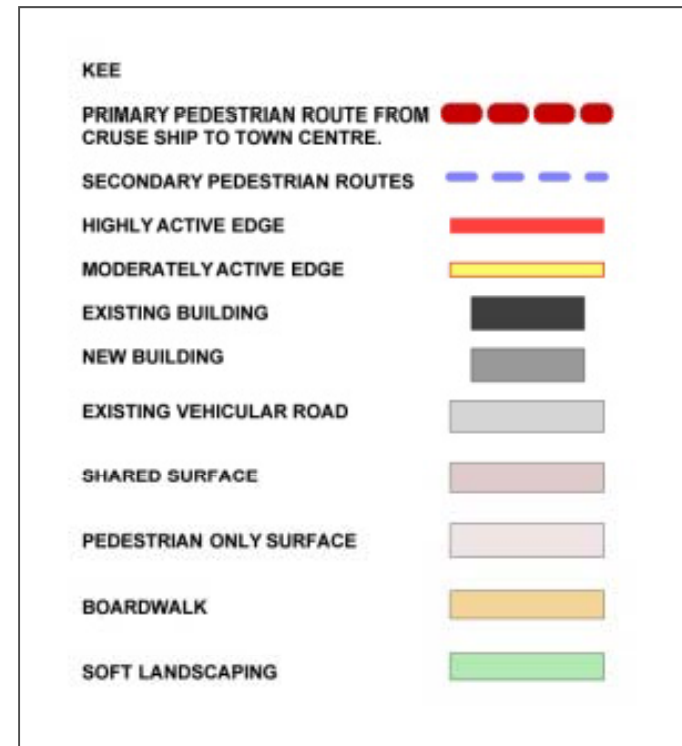 KEE
PRIMARY PEDESTRIAN ROUTE FROM
CRUSE SHIP TO TOWN CENTRE.
SECONDARY PEDESTRIAN ROUTES
HIGHLY ACTIVE EDGE
MODERATELY ACTIVE EDGE
EXISTING BUILDING
NEW BUILDING
EXISTING VEHICULAR ROAD
SHARED SURFACE
PEDESTRIAN ONLY SURFACE
BOARDWALK
SOFT LANDSCAPING